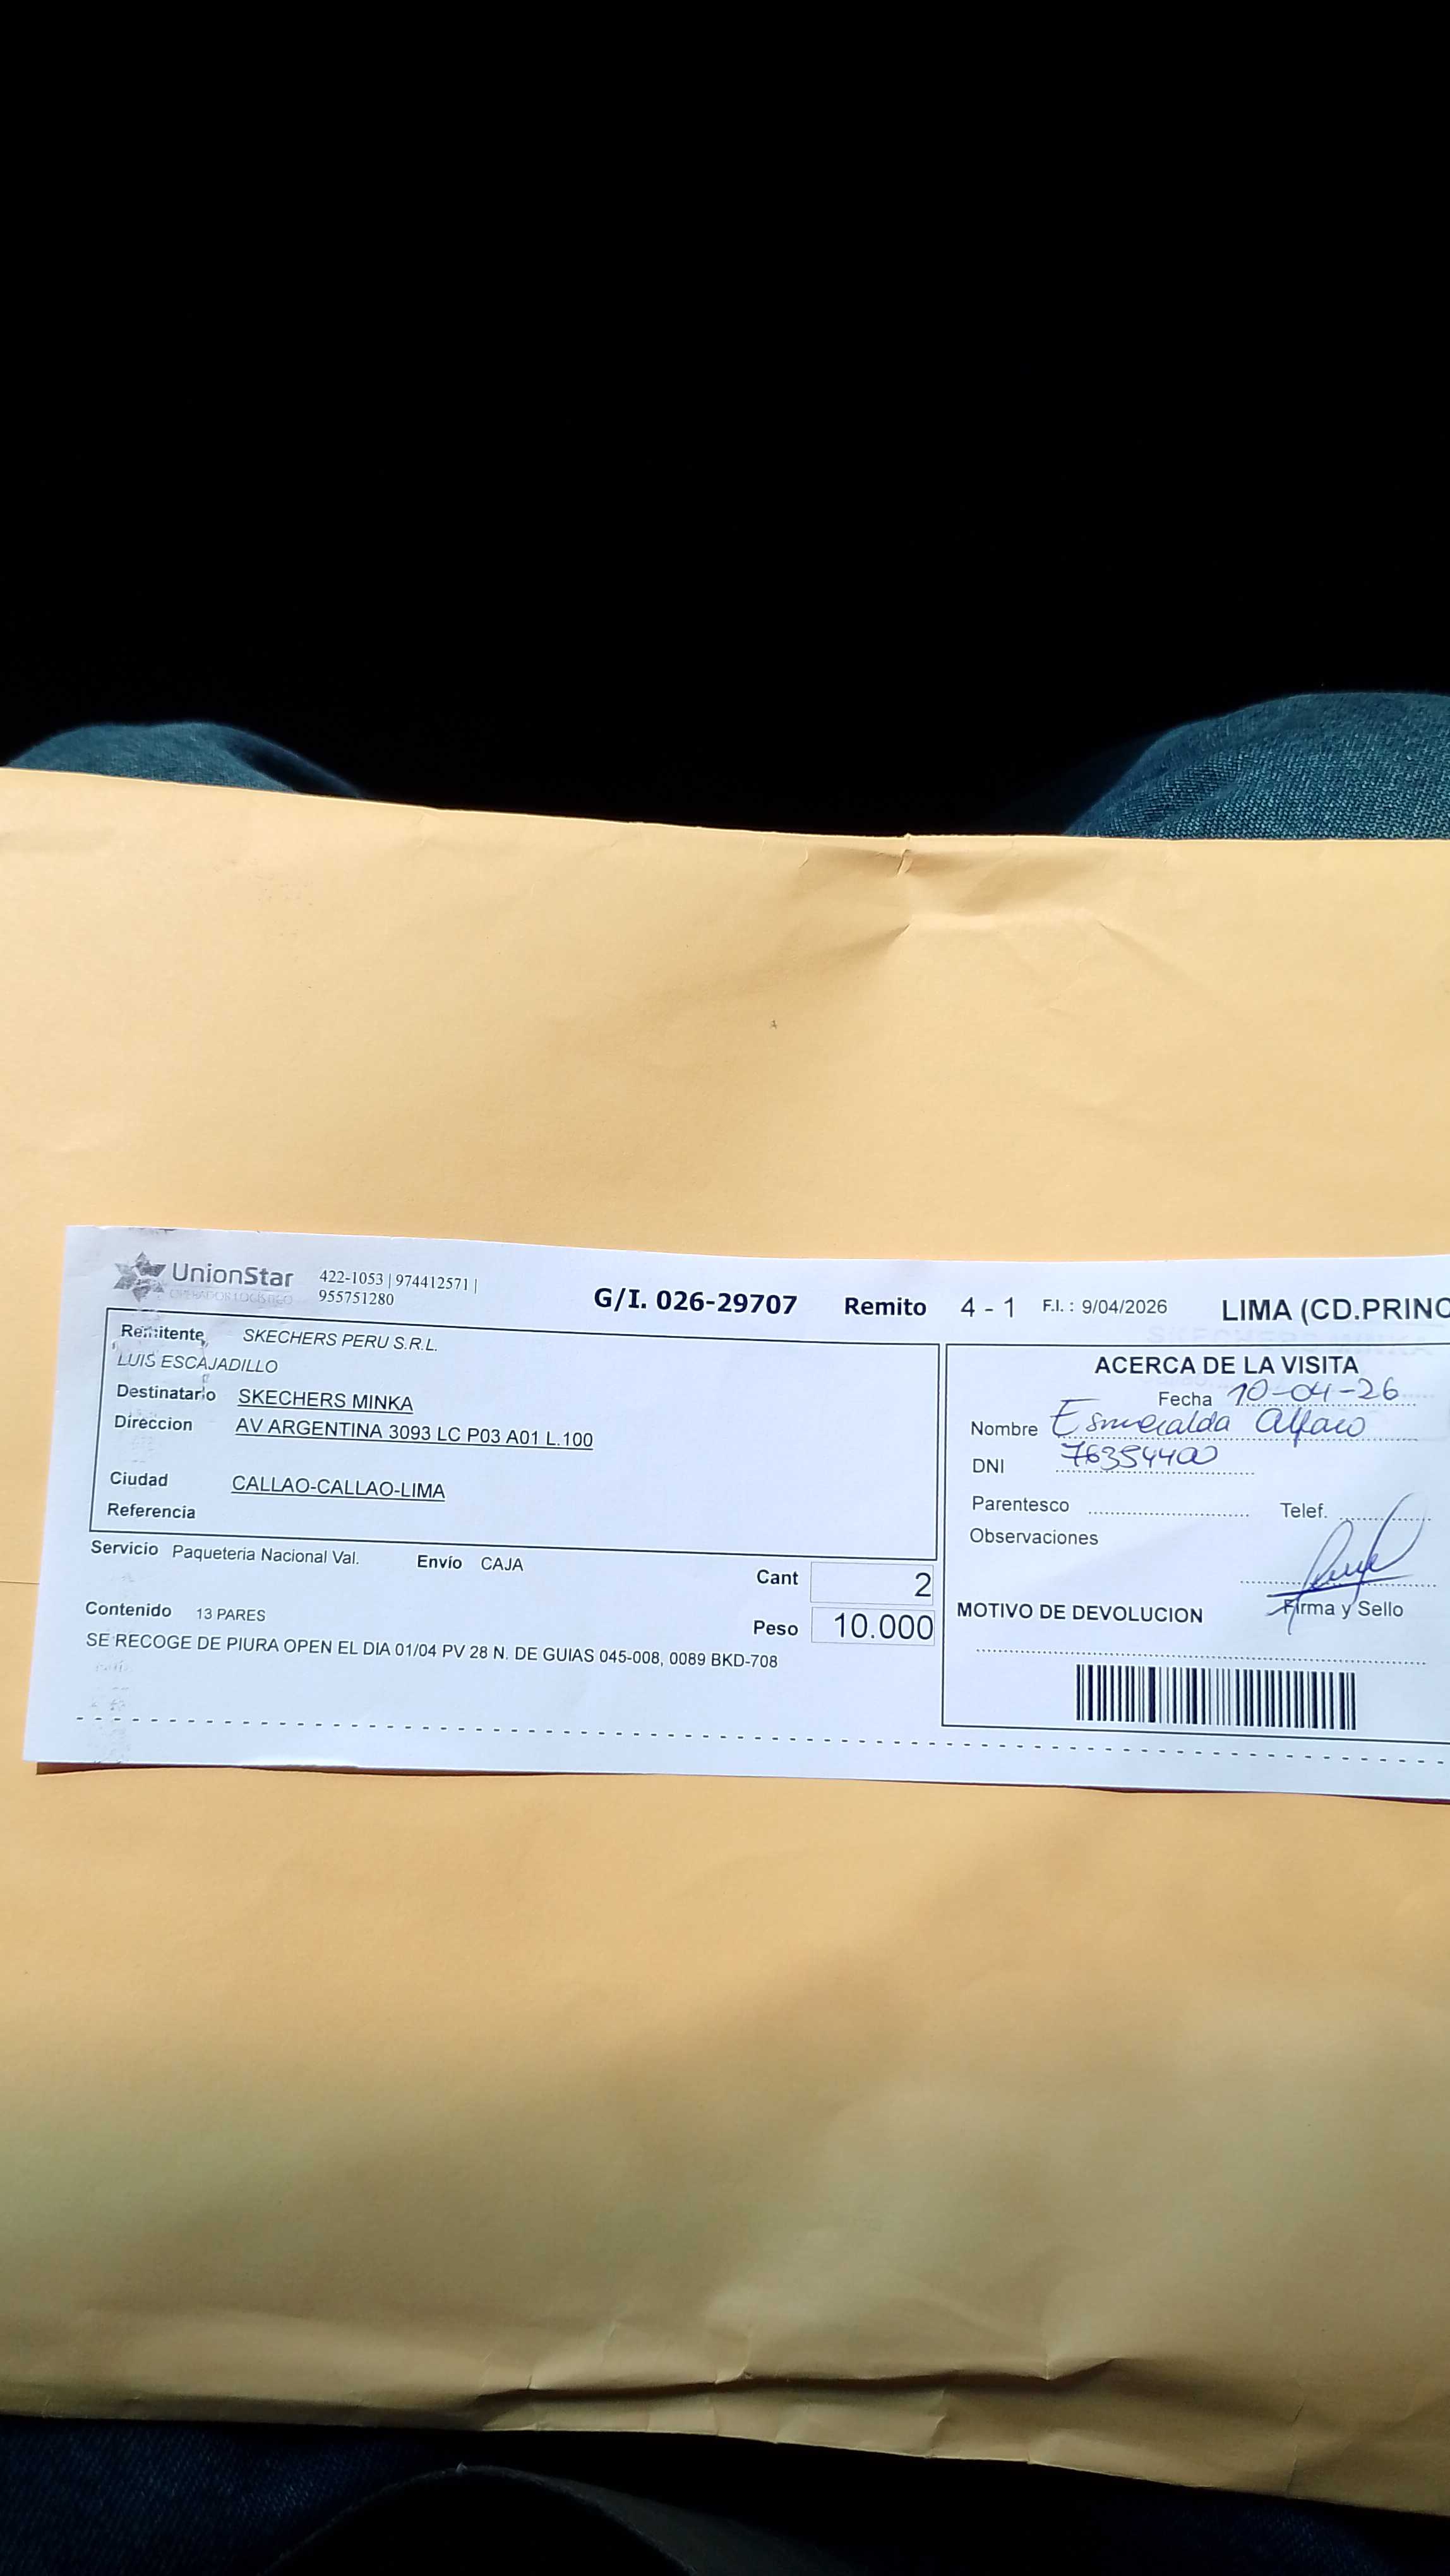 UnionStar 422-1053 | 974412571 |
OPERADOR LOGISTICO 955751280
G/I. 026-29707 Remito 4 - 1 F.I. : 9/04/2026 LIMA (CD.PRINC
Remitente SKECHERS PERU S.R.L.
LUIS ESCAJADILLO
Destinatario SKECHERS MINKA
Direccion AV ARGENTINA 3093 LC P03 A01 L.100
Ciudad CALLAO-CALLAO-LIMA
Referencia
Servicio Paqueteria Nacional Val. Envío CAJA
Cant 2
Contenido 13 PARES
Peso 10.000
SE RECOGE DE PIURA OPEN EL DIA 01/04 PV 28 N. DE GUIAS 045-008, 0089 BKD-708
ACERCA DE LA VISITA
Fecha 10-04-26
Nombre Esmeralda Alfaro
DNI 76354400
Parentesco Telef.
Observaciones
Firma y Sello
MOTIVO DE DEVOLUCION